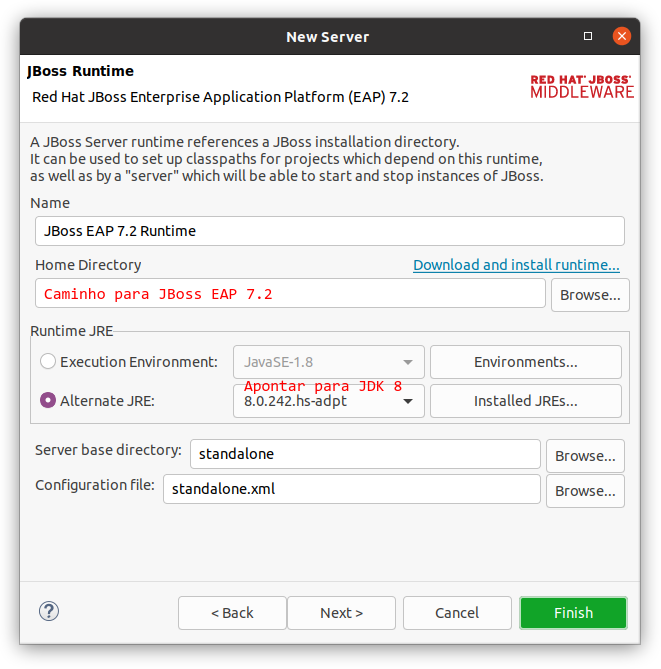 New Server
JBoss Runtime
Red Hat JBoss Enterprise Application Platform (EAP) 7.2
RED HAT® JBOSS®
MIDDLEWARE
A JBoss Server runtime references a JBoss installation directory.
It can be used to set up classpaths for projects which depend on this runtime,
as well as by a "server" which will be able to start and stop instances of JBoss.
Name
JBoss EAP 7.2 Runtime
Home Directory Download and install runtime...
Caminho para JBoss EAP 7.2 Browse...
Runtime JRE
Execution Environment: JavaSE-1.8 Environments...
Apontar para JDK 8
Alternate JRE: 8.0.242.hs-adpt Installed JREs...
Server base directory: standalone Browse...
Configuration file: standalone.xml Browse...
? < Back Next > Cancel Finish